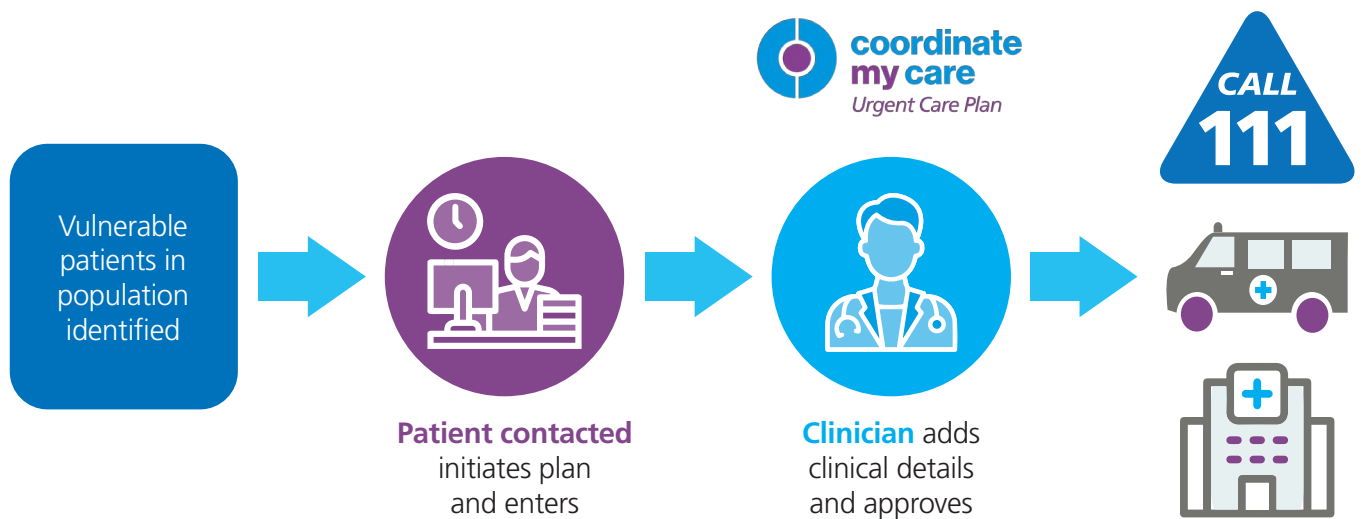 coordinate
my care
Urgent Care Plan
CALL
111
Vulnerable
patients in
population
identified
Patient contacted
initiates plan
and enters
Clinician adds
clinical details
and approves